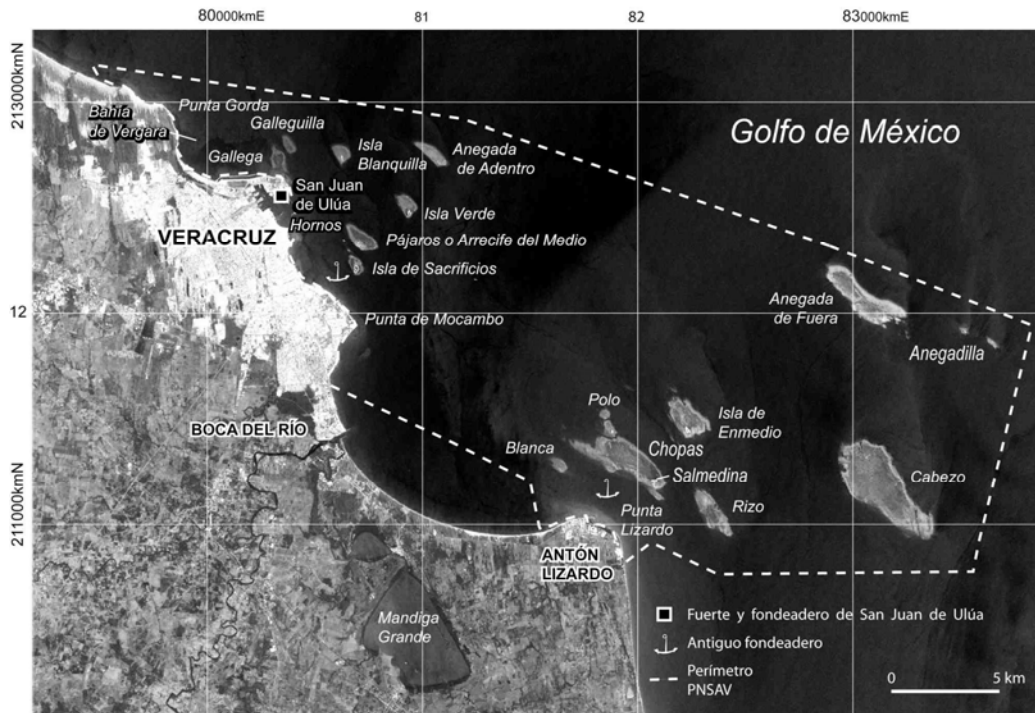 80000kmE
81
82
83000kmE
213000kmN
12
211000kmN
Golfo de México
Punta Gorda
Bahía
de Vergara
Galleguilla
Gallega
Isla
Blanquilla
Anegada
de Adentro
San Juan
de Ulúa
Hornos
Isla Verde
VERACRUZ
Pájaros o Arrecife del Medio
Isla de Sacrificios
Punta de Mocambo
Anegada
de Fuera
Anegadilla
Polo
Isla de
Enmedio
BOCA DEL RÍO
Blanca
Chopas
Salmedina
Cabezo
Punta
Lizardo
Rizo
ANTÓN
LIZARDO
Mandiga
Grande
Fuerte y fondeadero de San Juan de Ulúa
Antiguo fondeadero
Perímetro
PNSAV
0
5 km